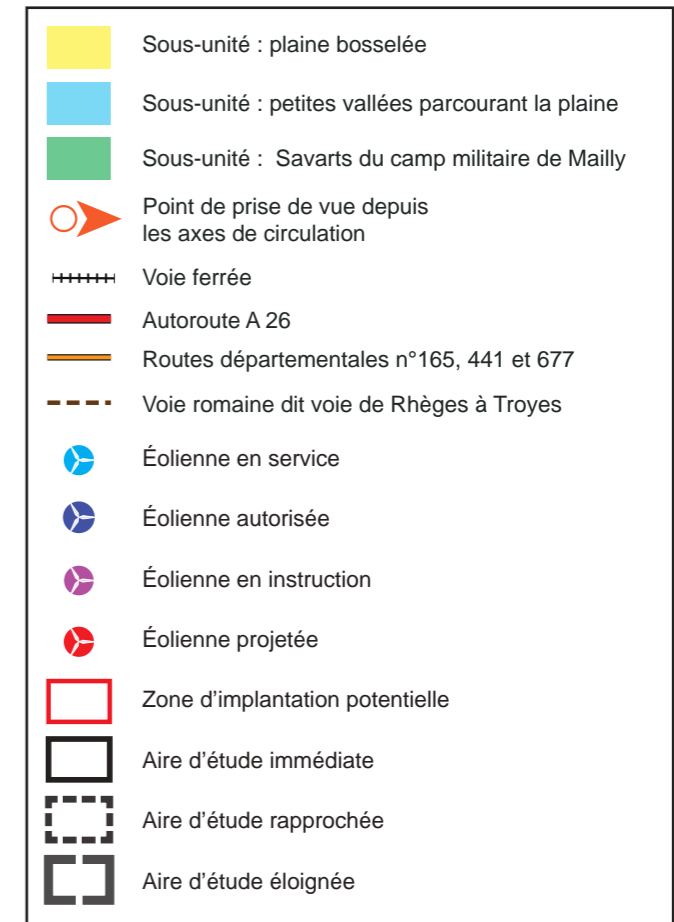 Sous-unité : plaine bosselée
Sous-unité : petites vallées parcourant la plaine
Sous-unité : Savarts du camp militaire de Mailly
Point de prise de vue depuis
les axes de circulation
Voie ferrée
Autoroute A 26
Routes départementales n°165, 441 et 677
Voie romaine dit voie de Rhèges à Troyes
Éolienne en service
Éolienne autorisée
Éolienne en instruction
Éolienne projetée
Zone d'implantation potentielle
Aire d'étude immédiate
Aire d'étude rapprochée
Aire d'étude éloignée